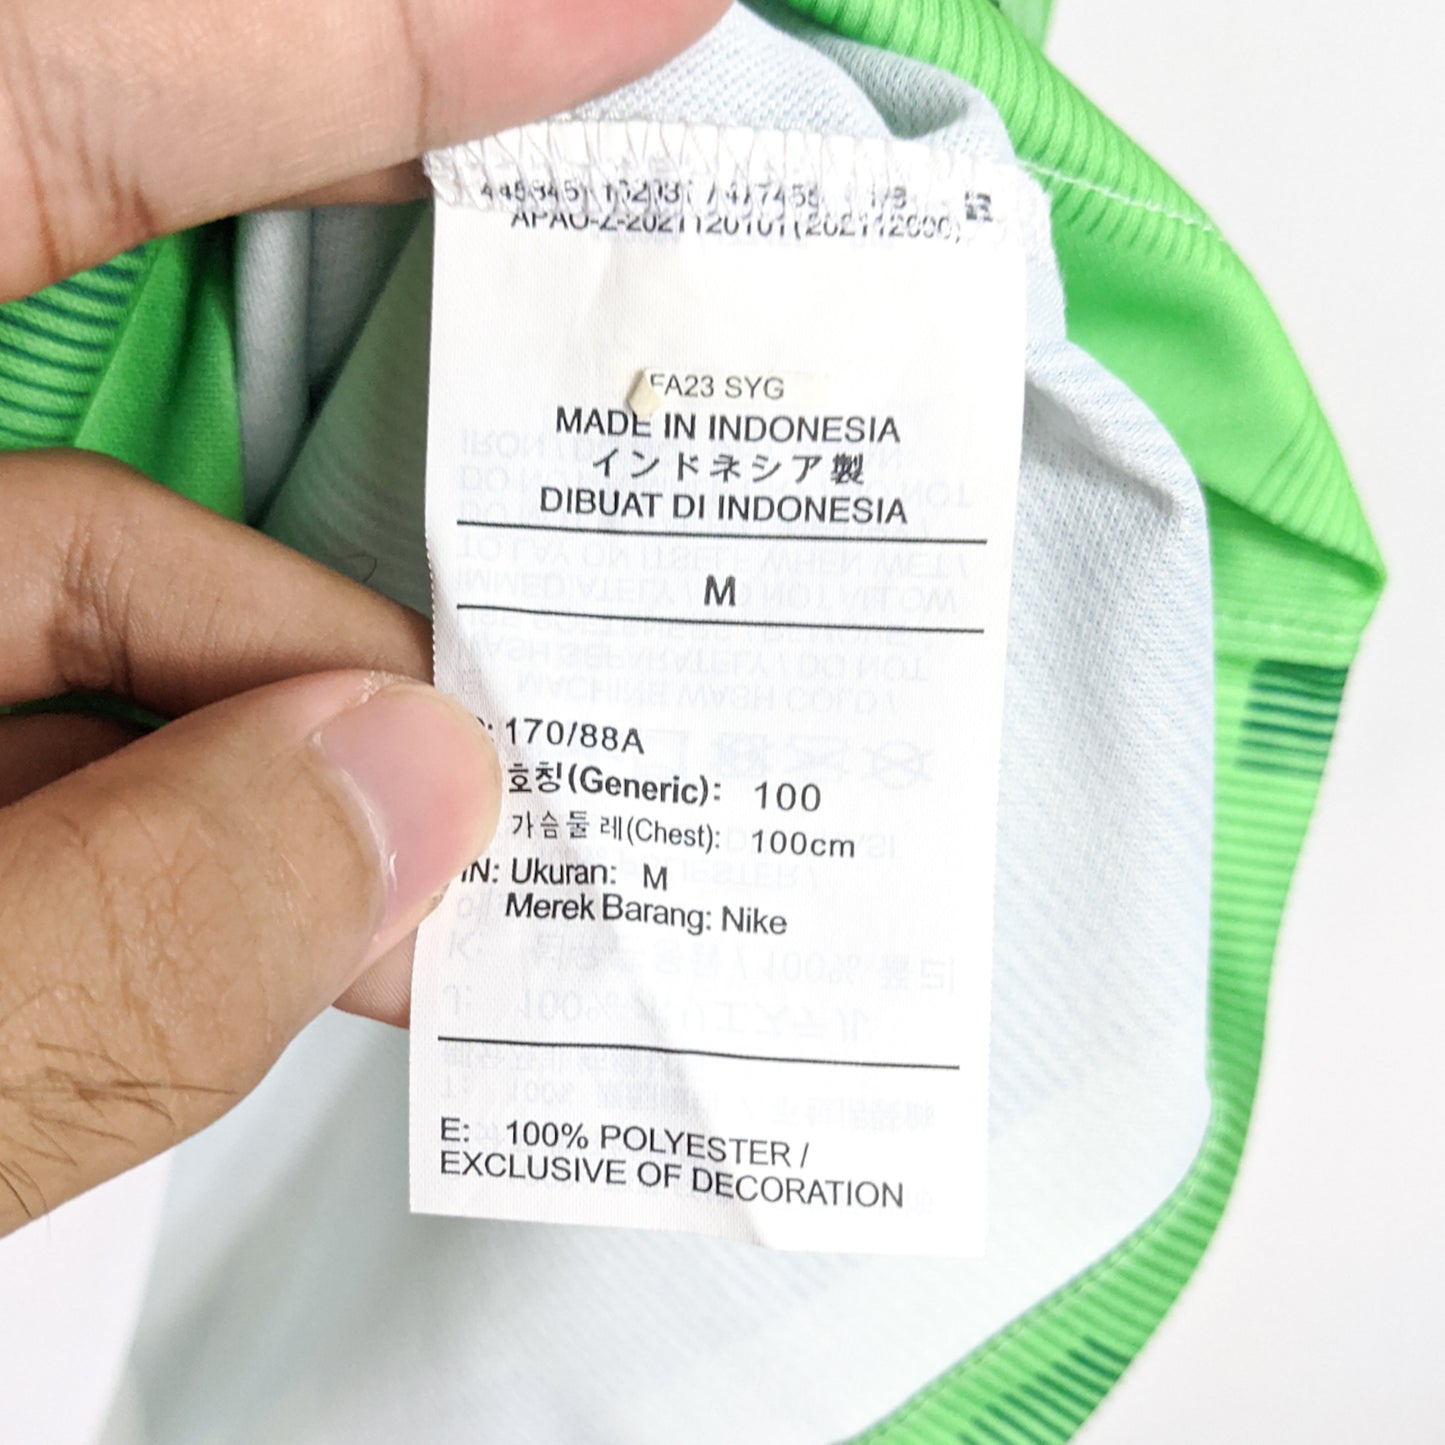 FA23 SYG
MADE IN INDONESIA
インドネシア製
DIBUAT DI INDONESIA
M
170/88A
호칭(Generic): 100
가슴둘레(Chest): 100cm
IN: Ukuran: M
Merek Barang: Nike
E: 100% POLYESTER /
EXCLUSIVE OF DECORATION